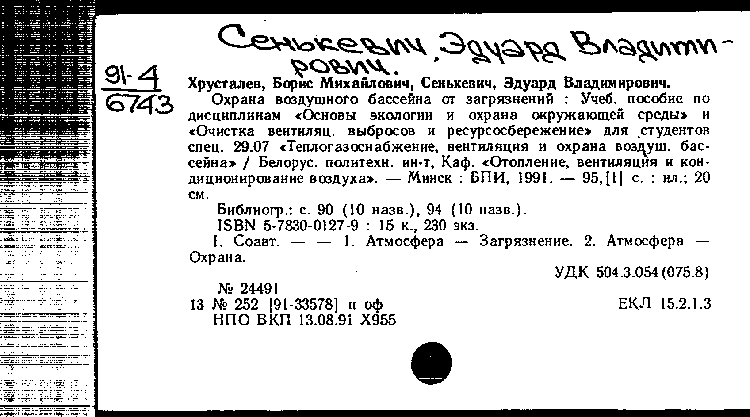 Сенькевич, Эдуард Владими-
рович.
91-4
6743
Хрусталев, Борис Михайлович, Сенькевич, Эдуард Владимирович.
Охрана воздушного бассейна от загрязнений : Учеб. пособие по
дисциплинам «Основы экологии и охрана окружающей среды» и
«Очистка вентиляц. выбросов и ресурсосбережение» для студентов
спец. 29.07 «Теплогазоснабжение, вентиляция и охрана воздуш. бас-
сейна» / Белорус. политехн. ин-т, Каф. «Отопление, вентиляция и кон-
диционирование воздуха». — Минск : БПИ, 1991. — 95,[1] с. : ил.; 20
см.
Библиогр.: с. 90 (10 назв.), 94 (10 назв.).
ISBN 5-7830-0127-9 : 15 к., 230 экз.
I. Соавт. — — 1. Атмосфера — Загрязнение. 2. Атмосфера —
Охрана.
УДК 504.3.054(075.8)
№ 24491
13 № 252 [91-33578] п оф
ЕКЛ 15.2.1.3
НПО ВКП 13.08.91 Х955